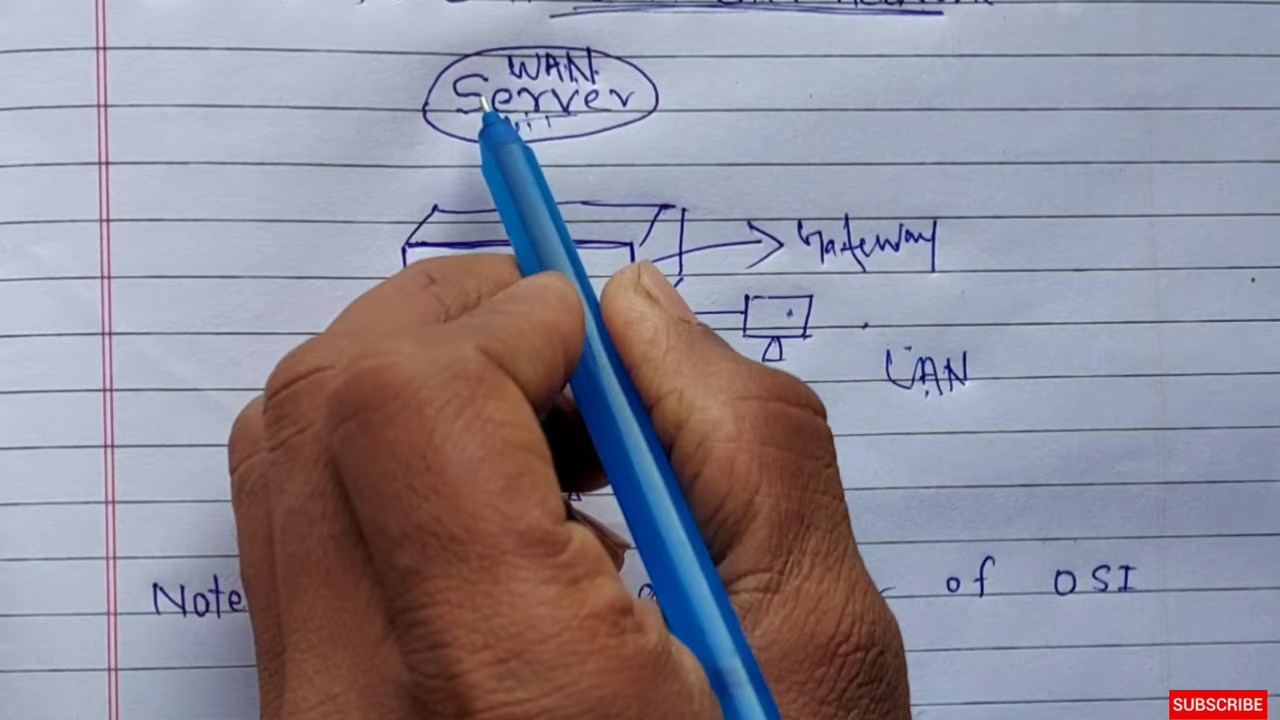 WAN
Server
Gateway
LAN
Note of OSI
SUBSCRIBE